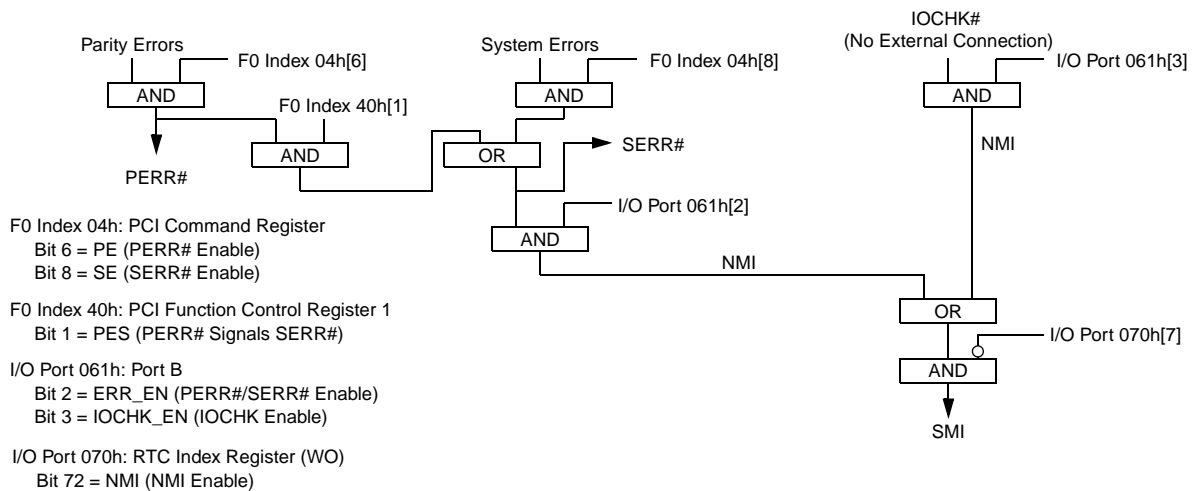 Parity Errors
F0 Index 04h[6]
AND
F0 Index 40h[1]
AND
PERR#
System Errors
F0 Index 04h[8]
AND
OR
SERR#
I/O Port 061h[2]
AND
NMI
IOCHK#
(No External Connection)
I/O Port 061h[3]
AND
NMI
OR
I/O Port 070h[7]
AND
SMI
F0 Index 04h: PCI Command Register
Bit 6 = PE (PERR# Enable)
Bit 8 = SE (SERR# Enable)
F0 Index 40h: PCI Function Control Register 1
Bit 1 = PES (PERR# Signals SERR#)
I/O Port 061h: Port B
Bit 2 = ERR_EN (PERR#/SERR# Enable)
Bit 3 = IOCHK_EN (IOCHK Enable)
I/O Port 070h: RTC Index Register (WO)
Bit 72 = NMI (NMI Enable)